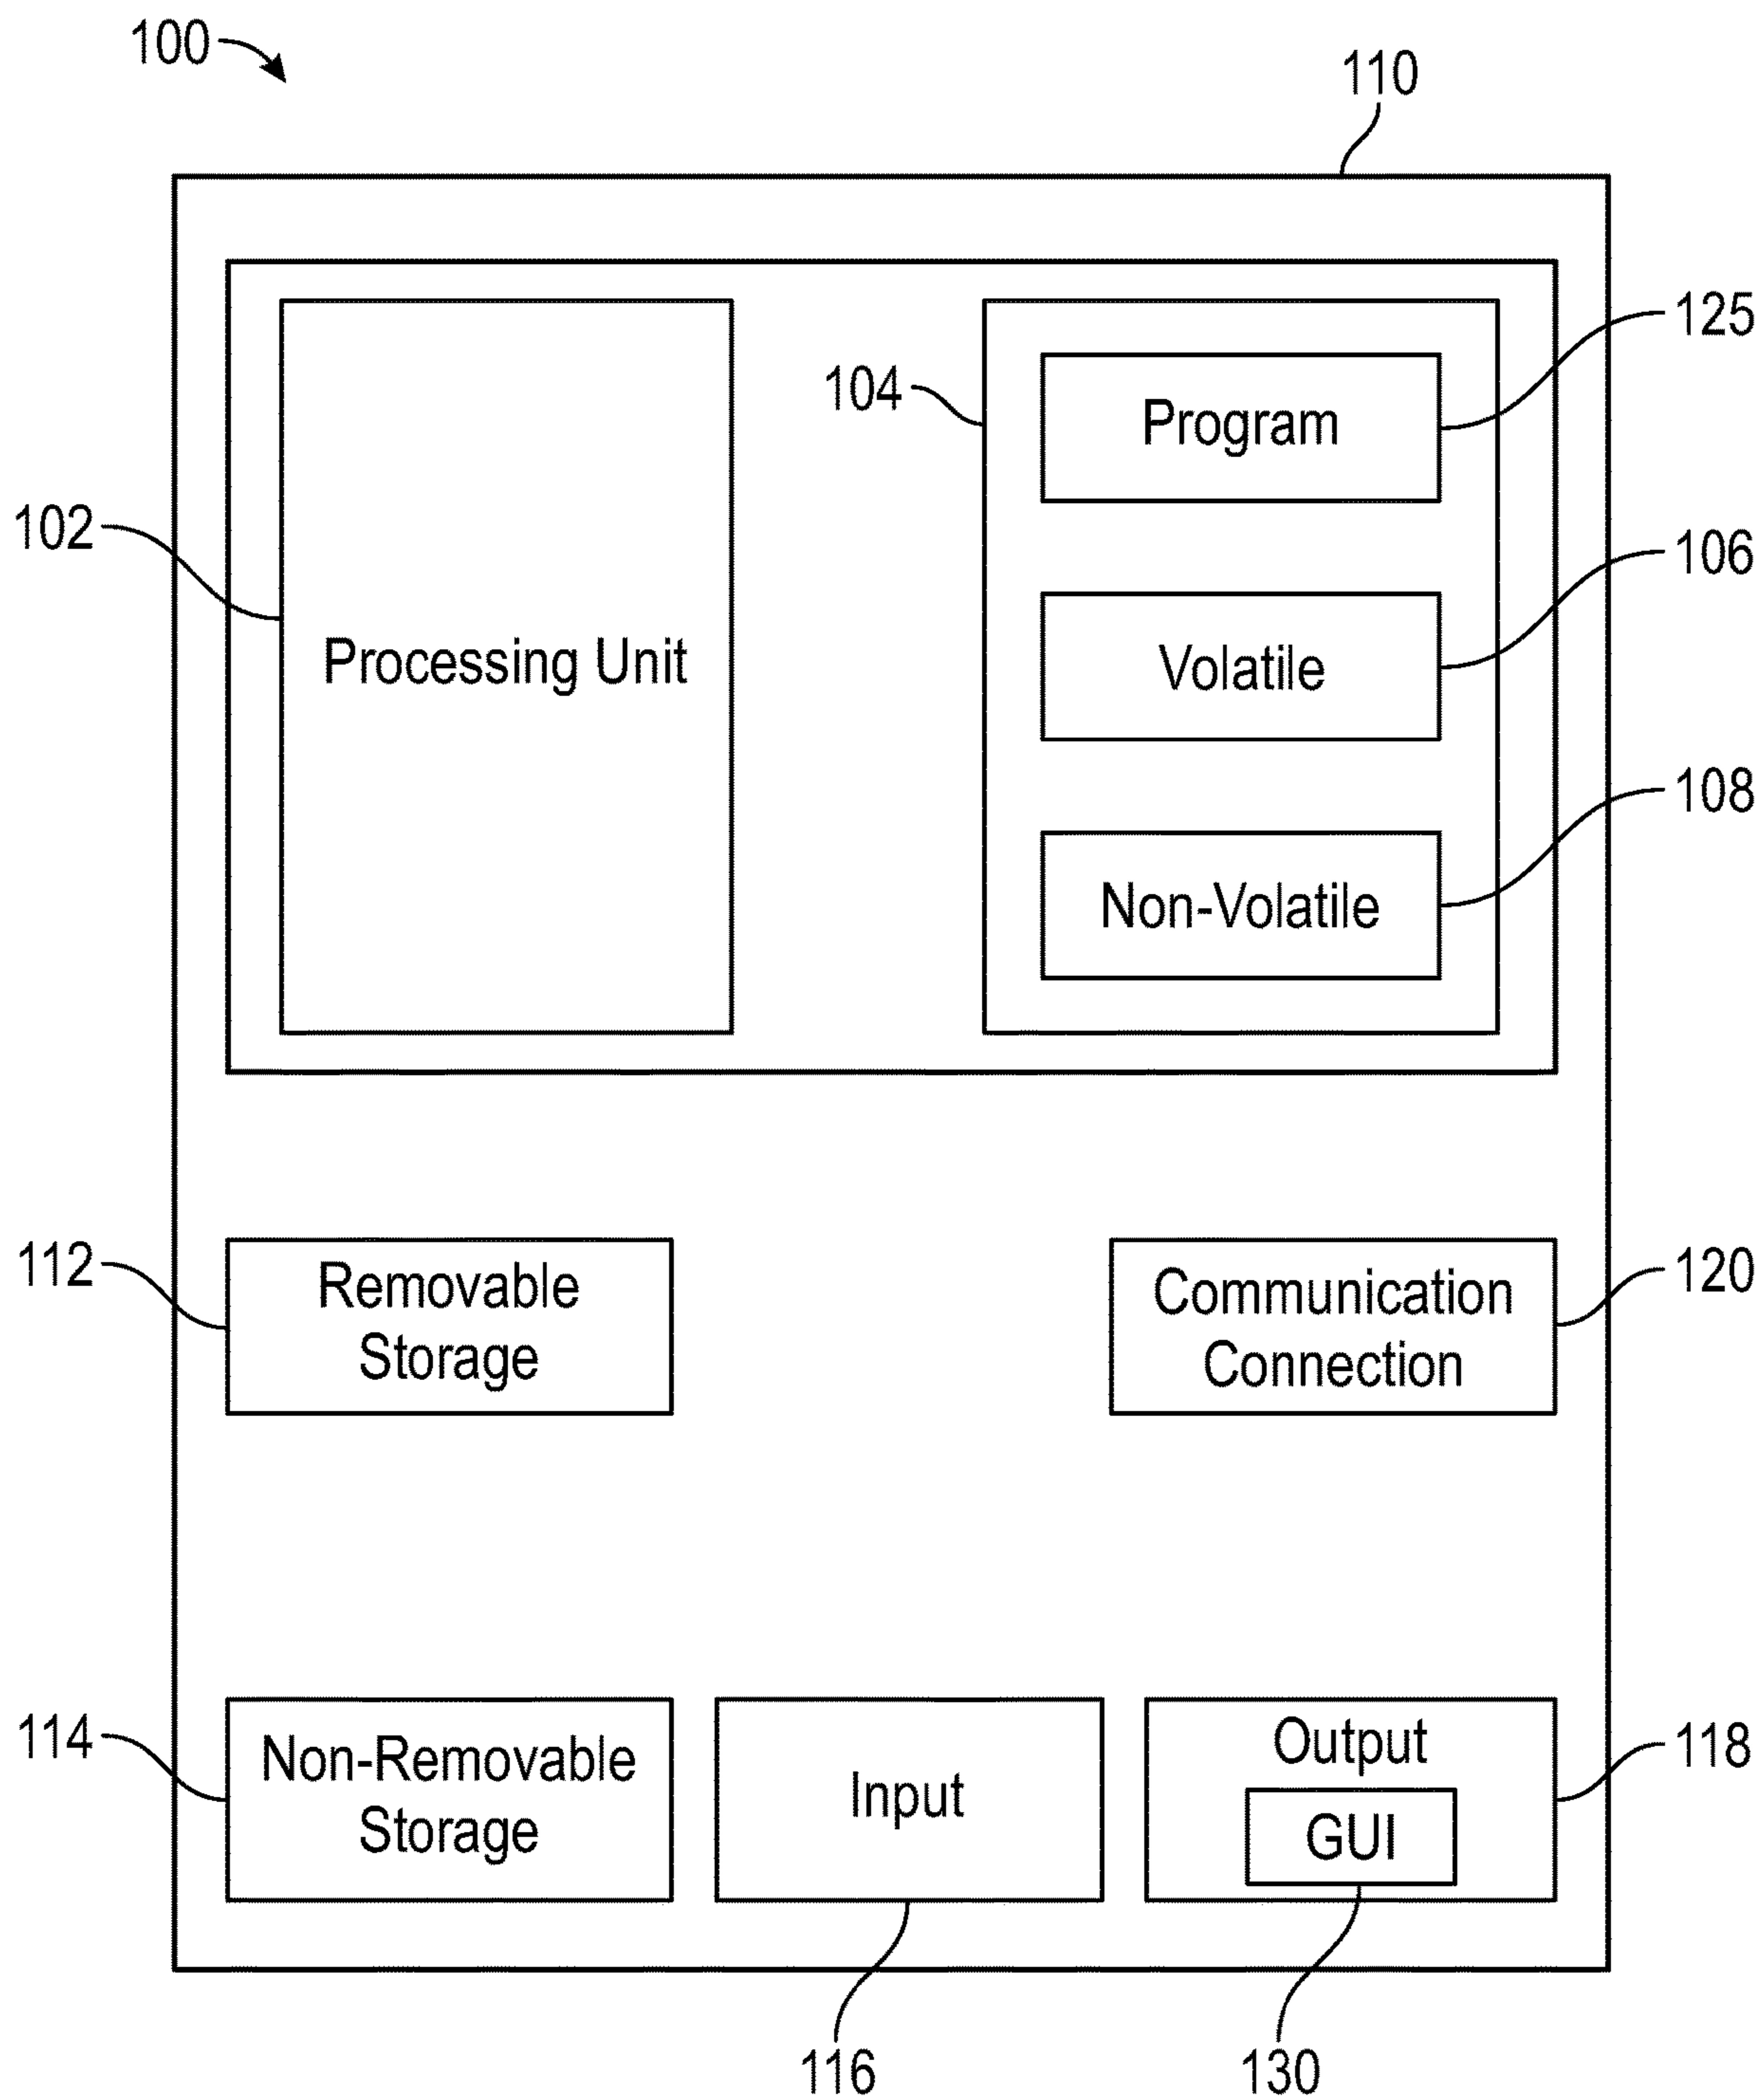 100
110
125
104
Program
102
106
Processing Unit
Volatile
108
Non-Volatile
112
Removable
Storage
Communication
Connection
120
114
Non-Removable
Storage
Input
Output
GUI
118
116
130